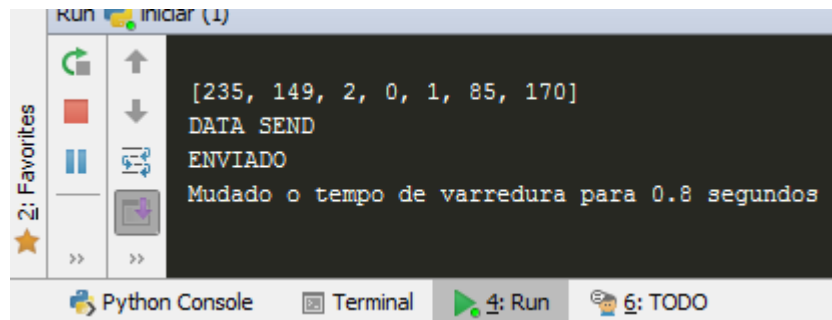 Run iniciar (1)
[235, 149, 2, 0, 1, 85, 170]
DATA SEND
ENVIADO
Mudado o tempo de varredura para 0.8 segundos
2: Favorites
>> >>
Python Console Terminal 4: Run 6: TODO